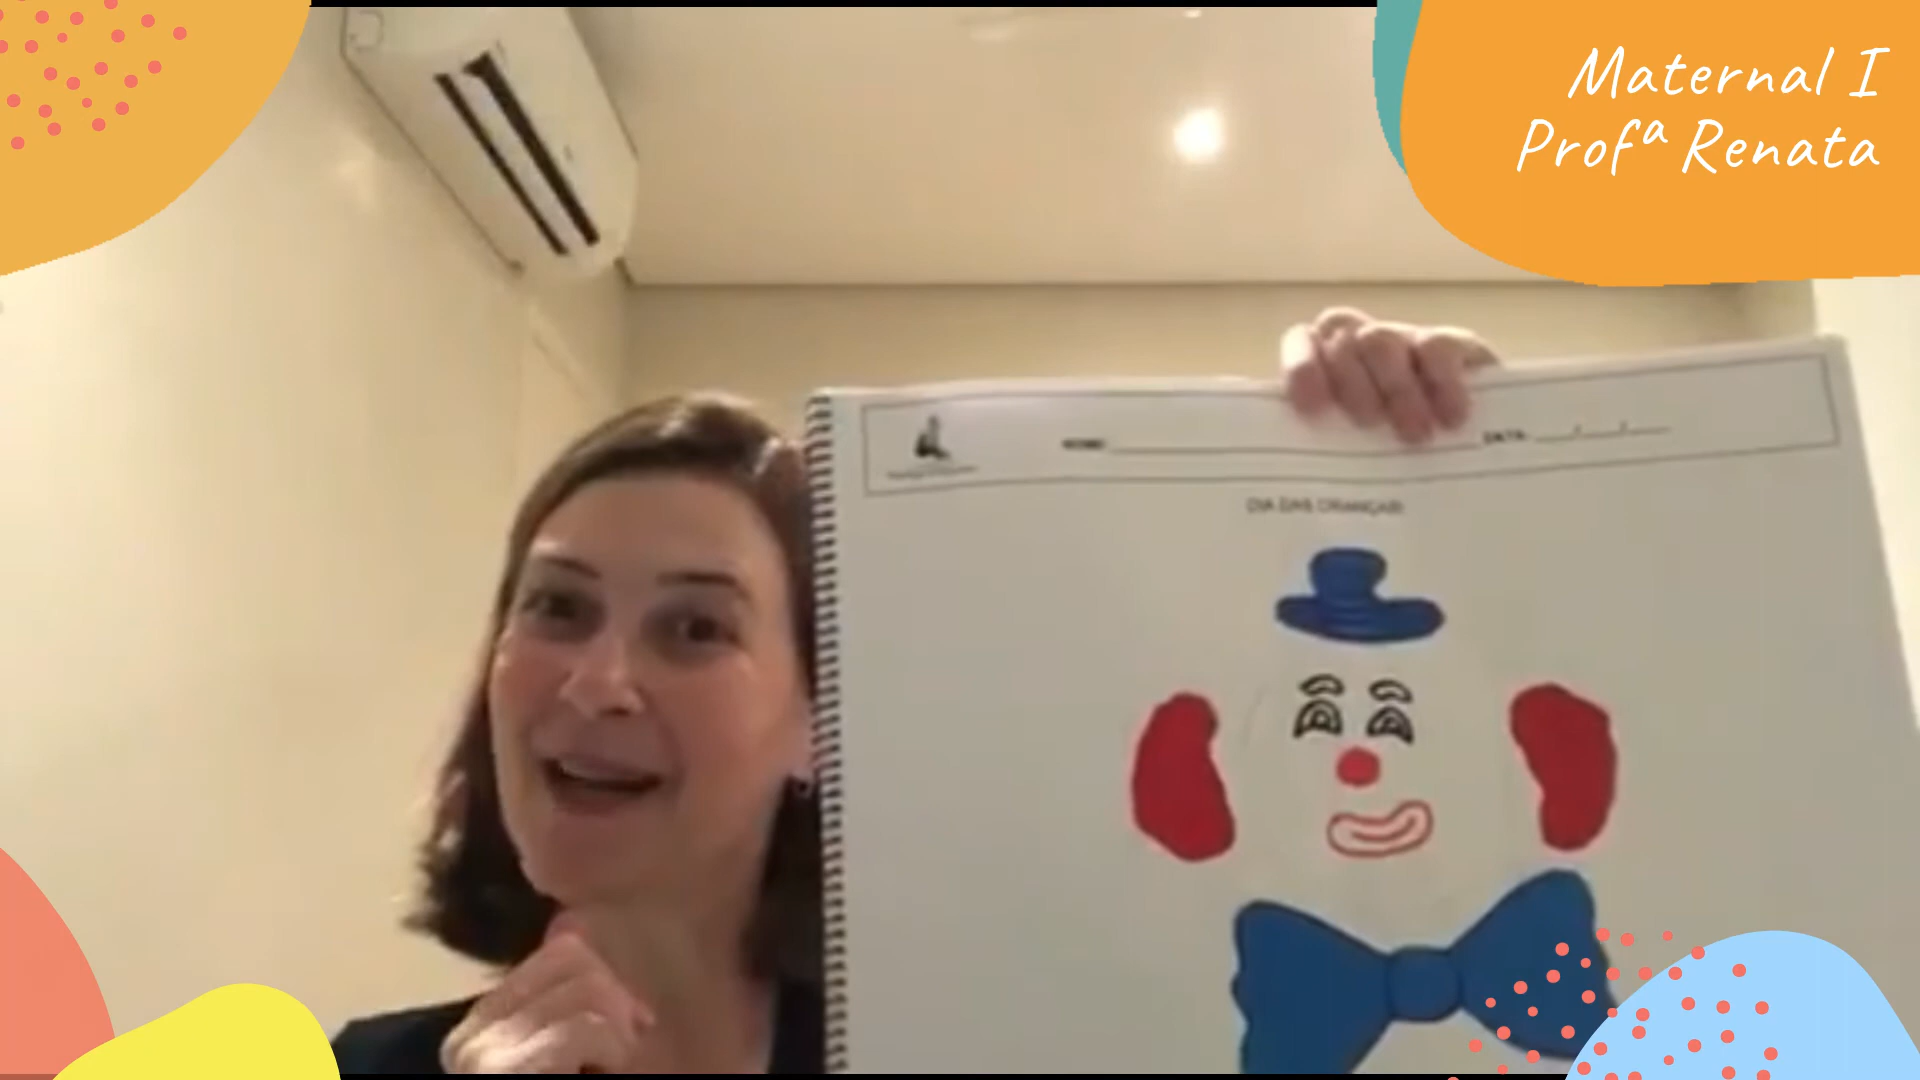 Maternal I
Profª Renata
NOME: DATA: / /
DIA DAS CRIANÇAS